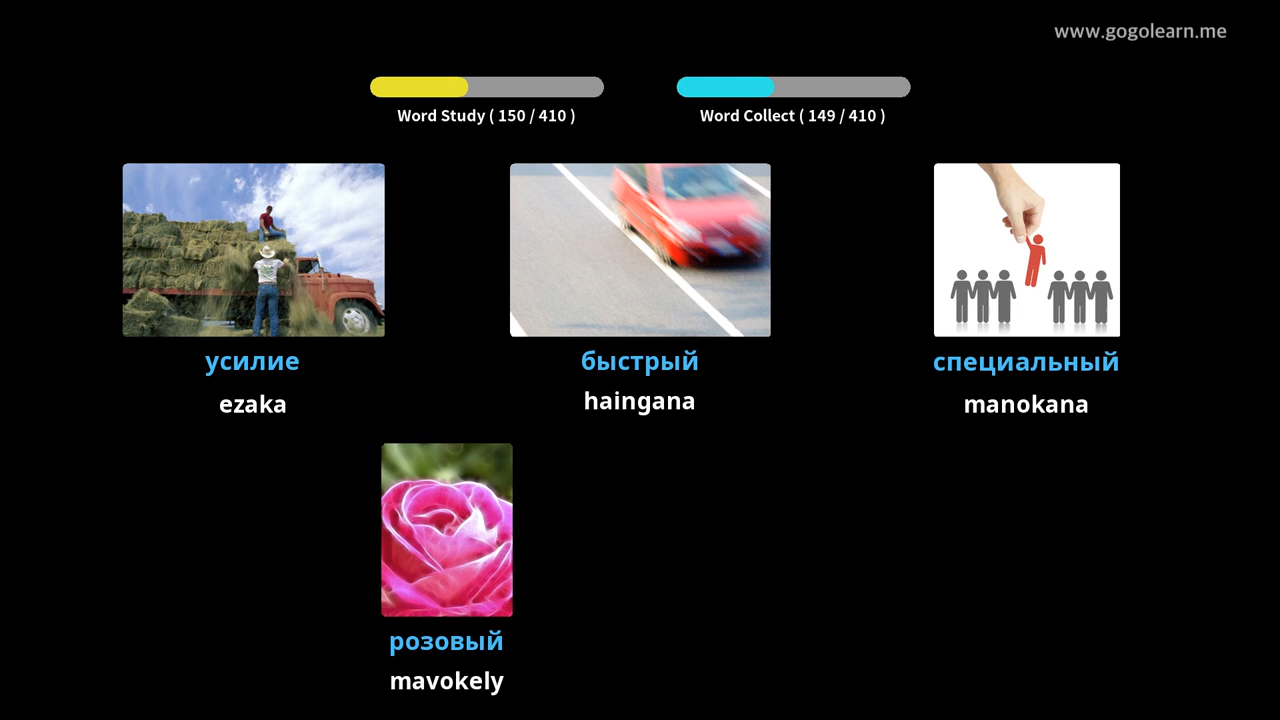 www.gogolearn.me
Word Study ( 150 / 410 )
Word Collect ( 149 / 410 )
усилие
ezaka
быстрый
haingana
специальный
manokana
розовый
mavokely